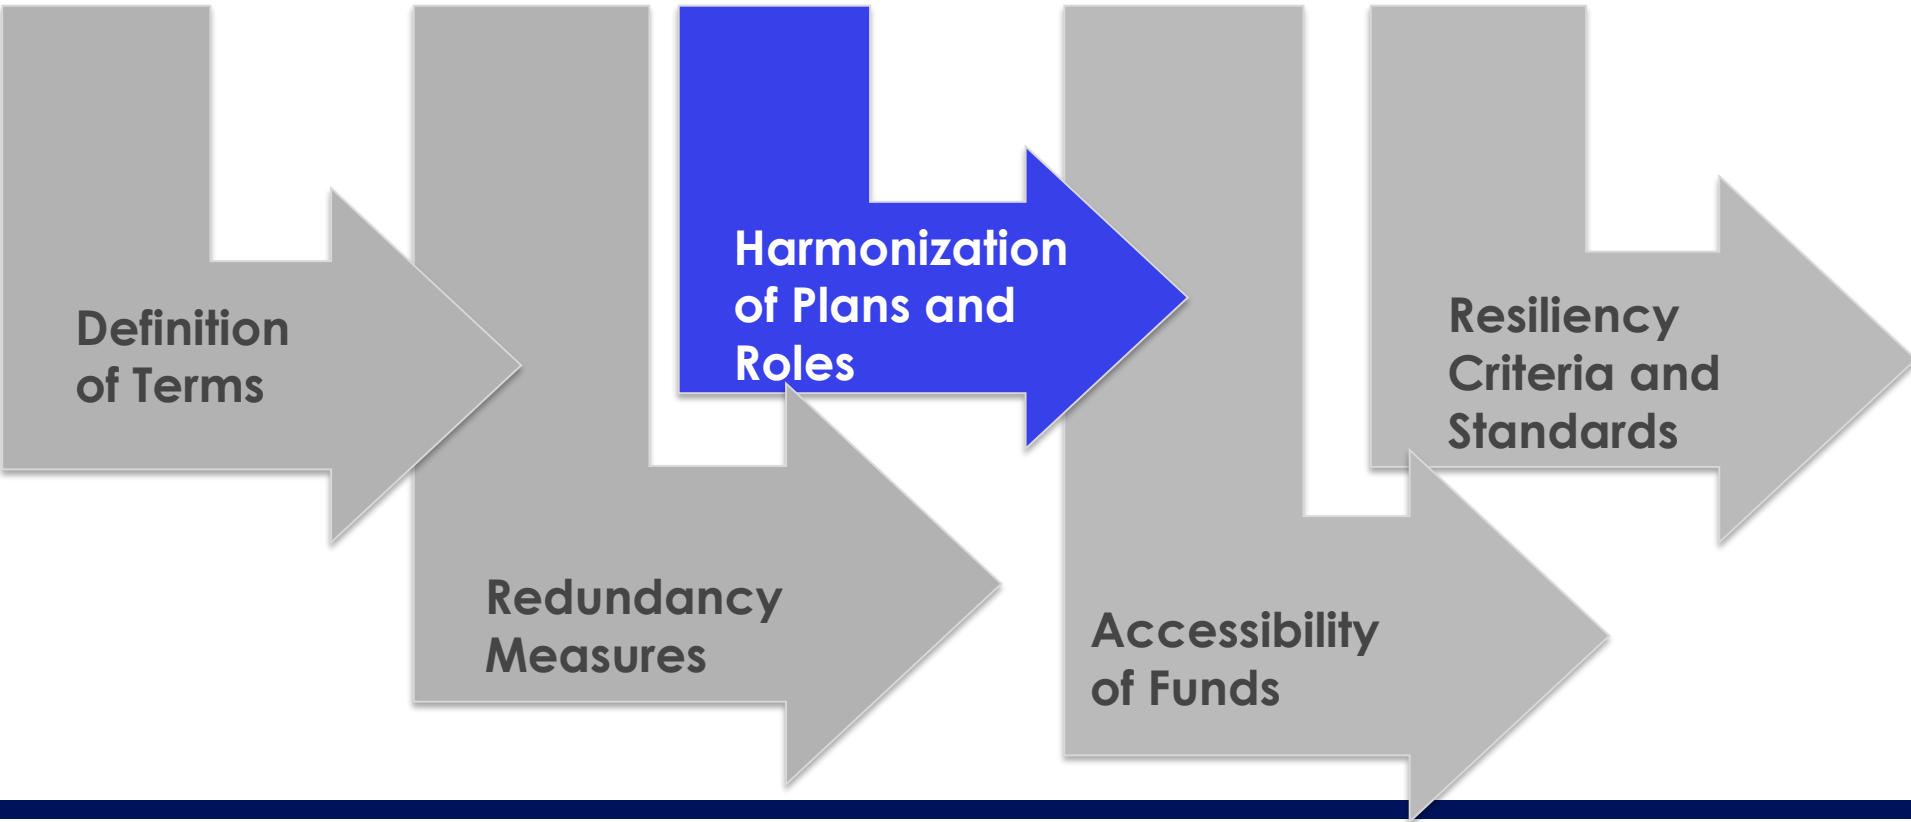 Definition
of Terms
Redundancy
Measures
Harmonization
of Plans and
Roles
Accessibility
of Funds
Resiliency
Criteria and
Standards